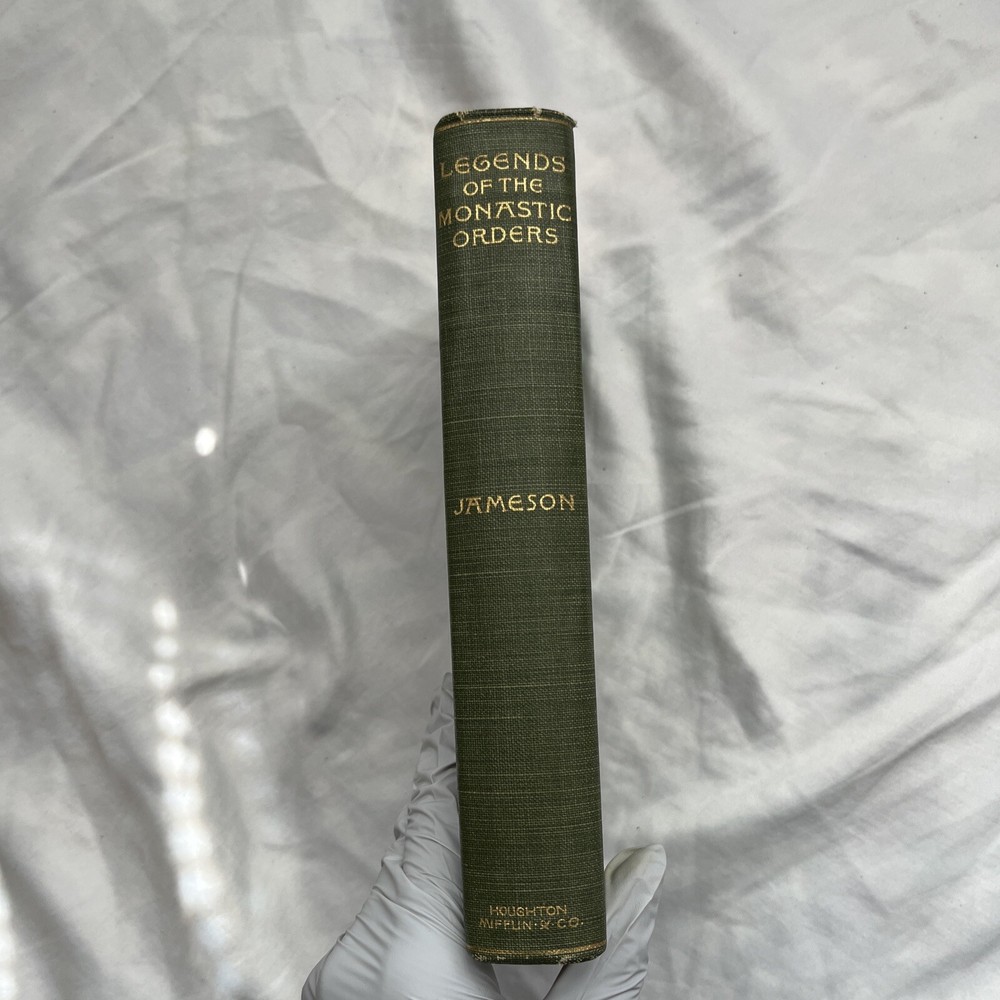 LEGENDS
OF THE
MONASTIC
ORDERS
JAMESON
HOUGHTON
MIFFLIN·&·CO.